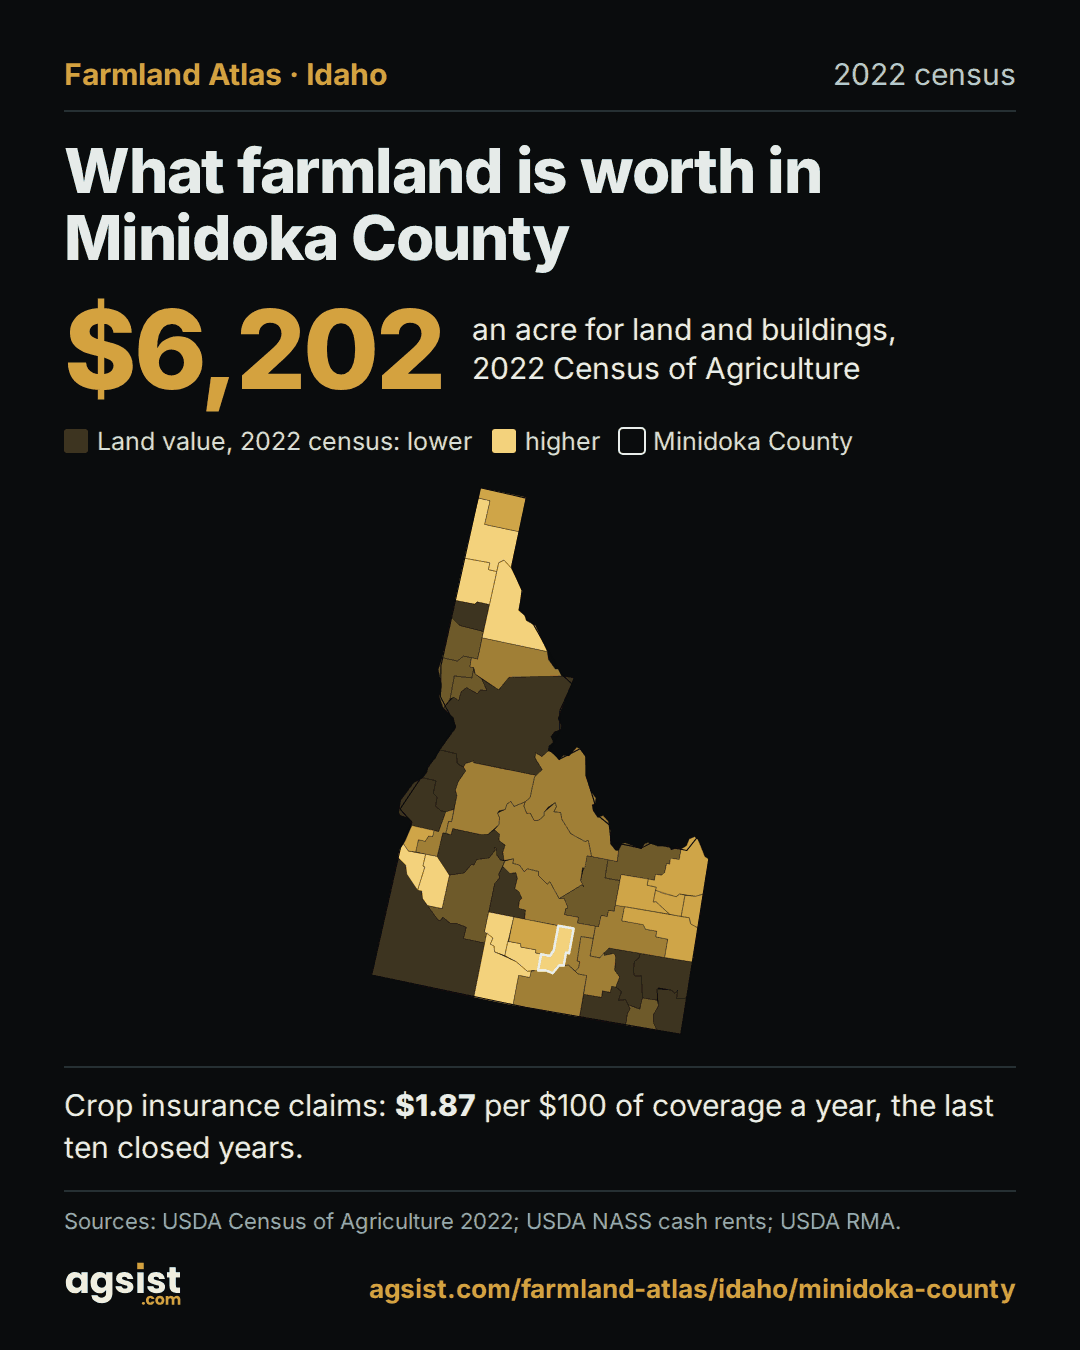 Farmland Atlas · Idaho
2022 census
What farmland is worth in
Minidoka County
$6,202
an acre for land and buildings,
2022 Census of Agriculture
Land value, 2022 census: lower
higher
Minidoka County
Crop insurance claims: $1.87 per $100 of coverage a year, the last
ten closed years.
Sources: USDA Census of Agriculture 2022; USDA NASS cash rents; USDA RMA.
agsist
.com
agsist.com/farmland-atlas/idaho/minidoka-county